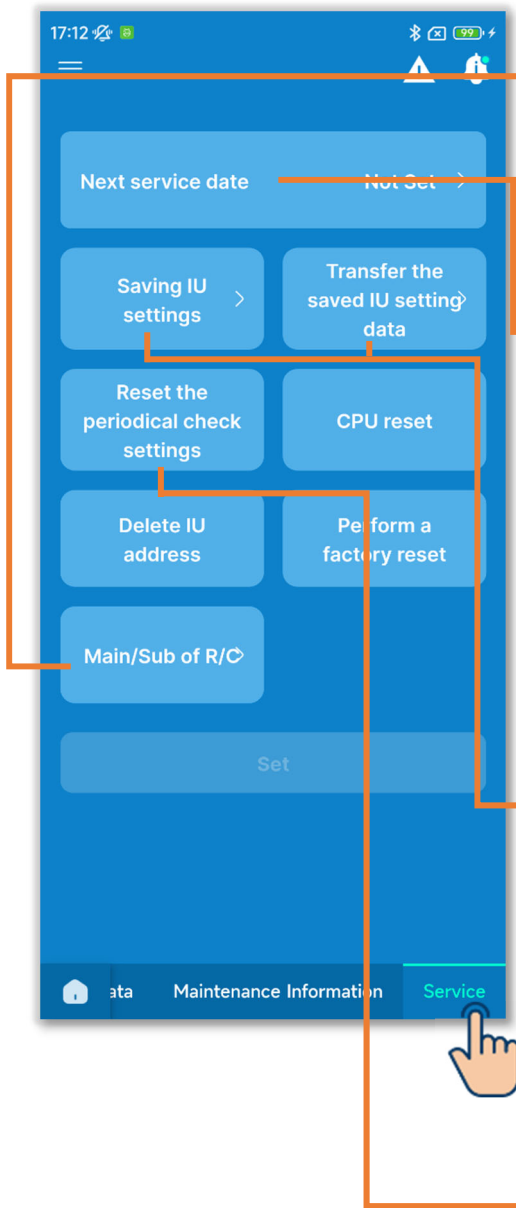 17:12
99
Next service date Not Set
Saving IU
settings
Transfer the
saved IU setting
data
Reset the
periodical check
settings
CPU reset
Delete IU
address
Perform a
factory reset
Main/Sub of R/C
Set
ata Maintenance Information Service